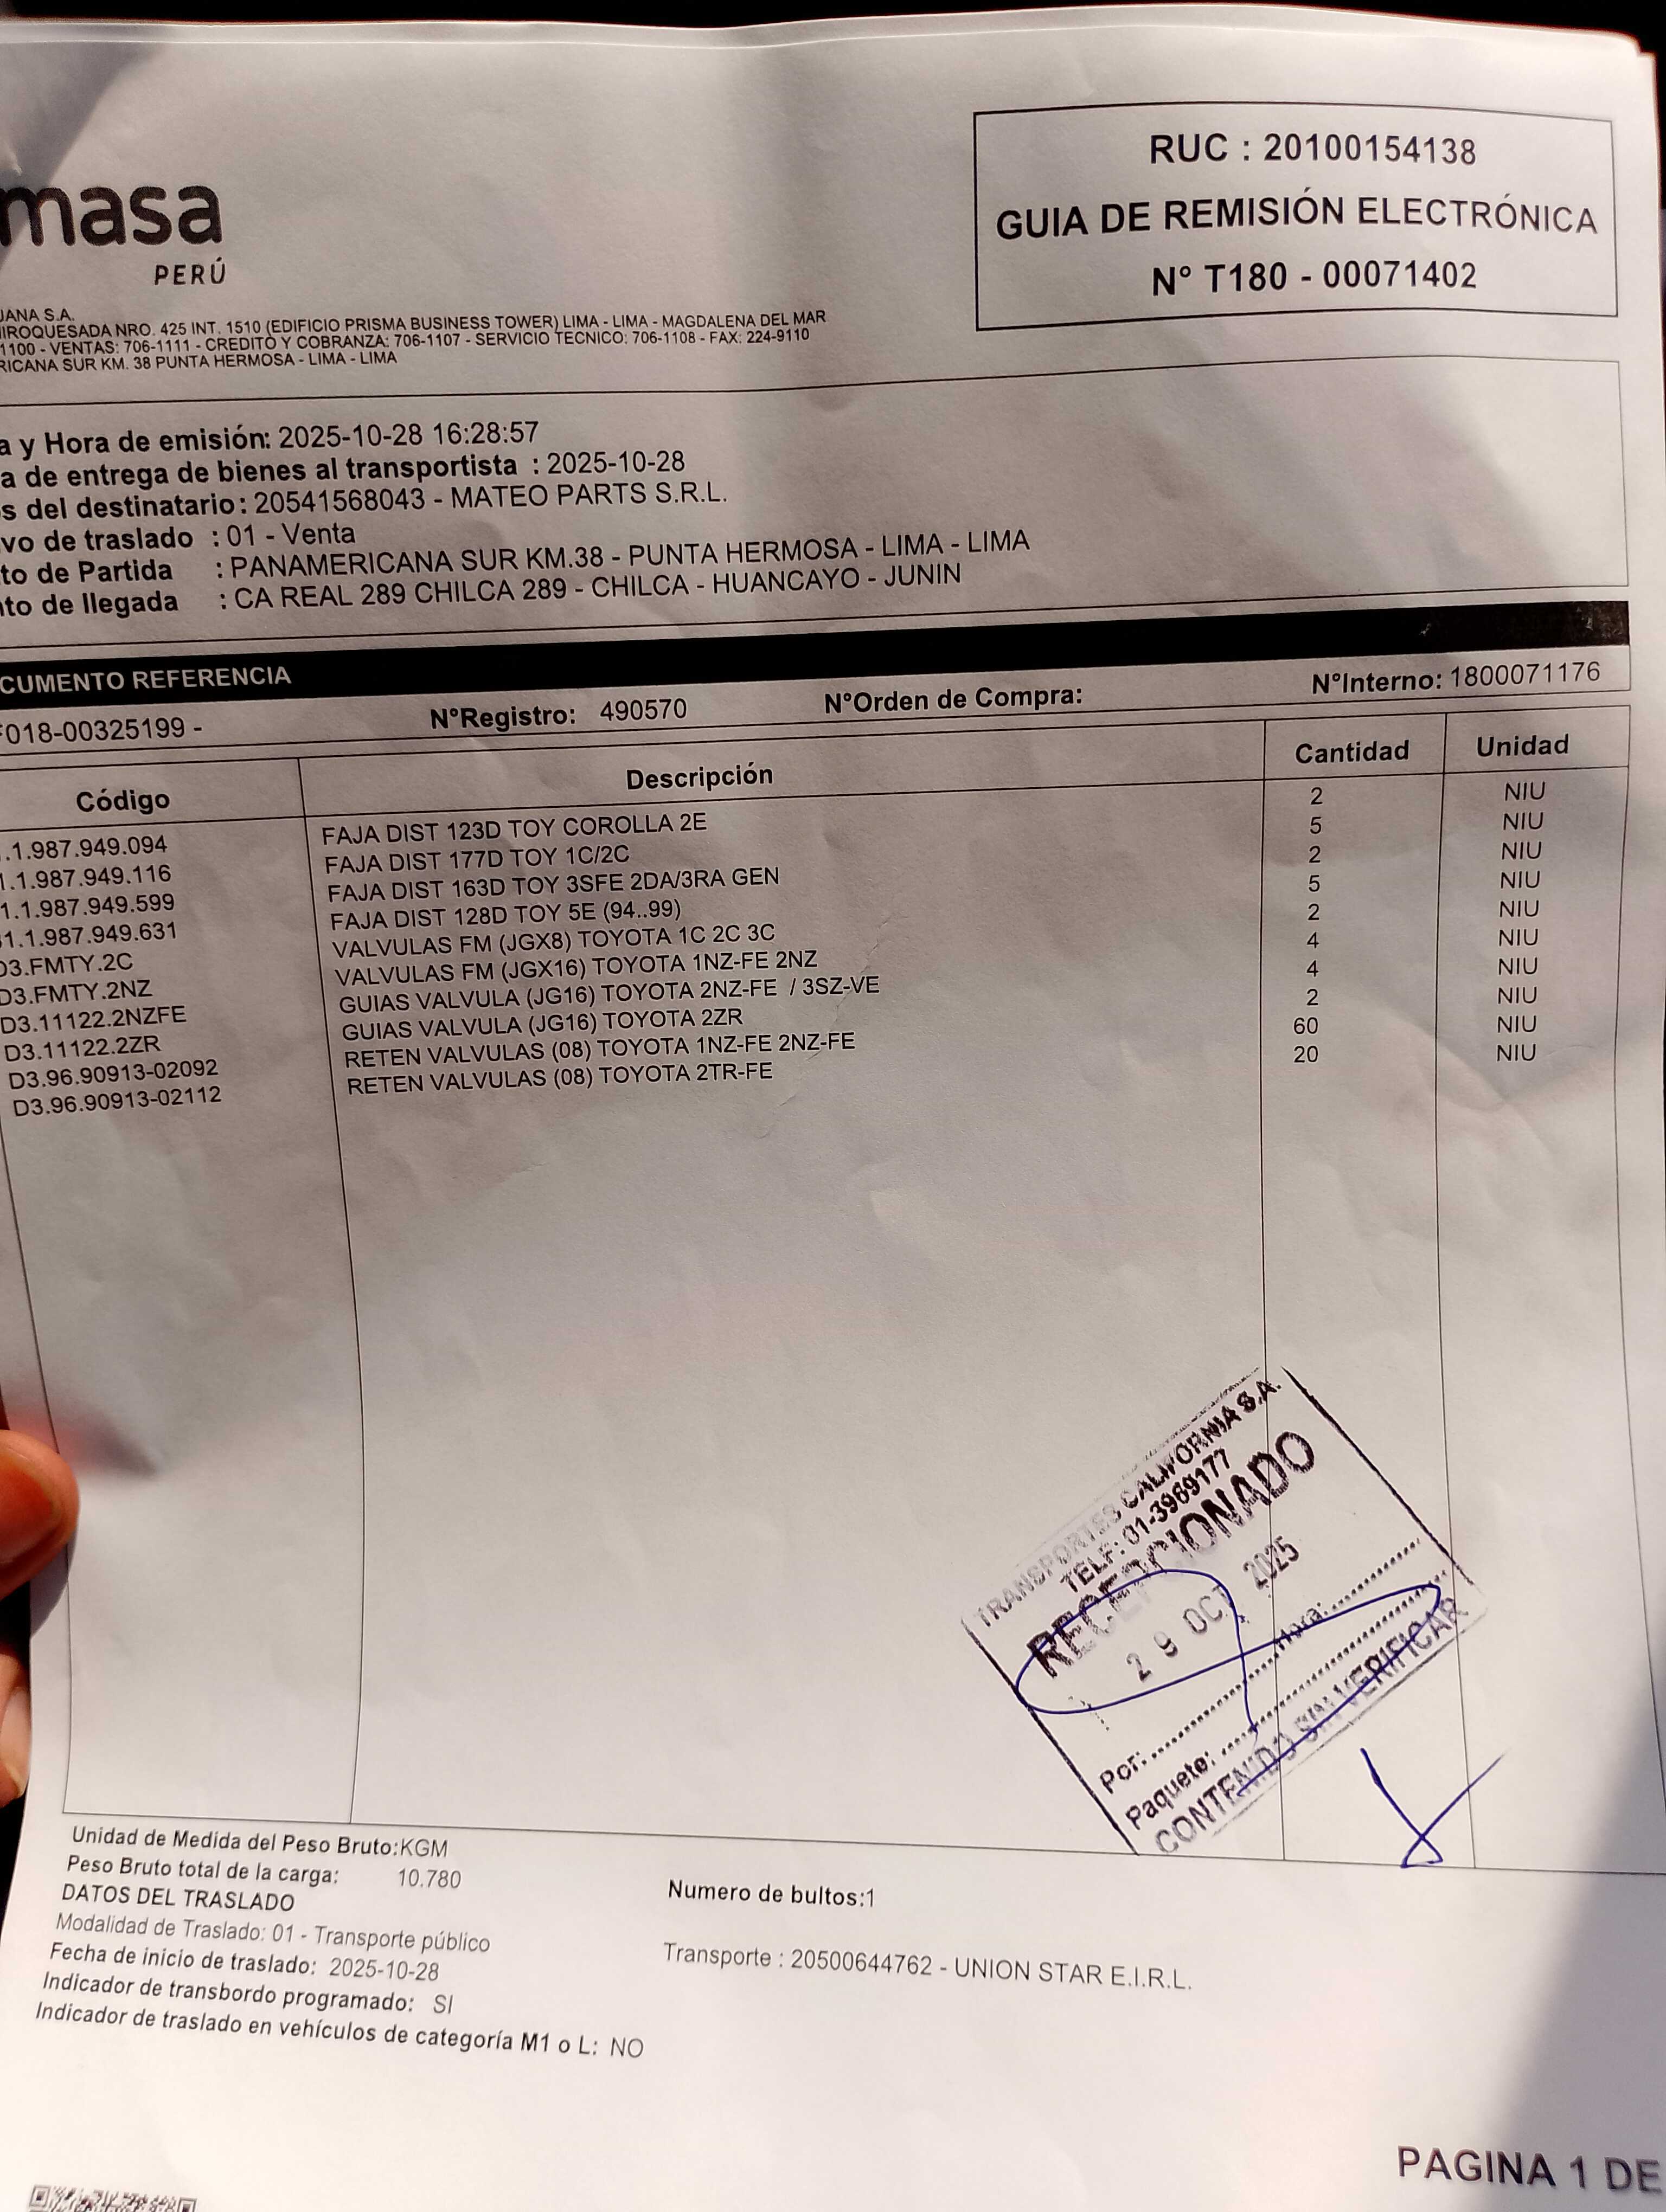 masa
PERÚ
RUC : 20100154138
GUIA DE REMISIÓN ELECTRÓNICA
N° T180 - 00071402
JANA S.A.
IROQUESADA NRO. 425 INT. 1510 (EDIFICIO PRISMA BUSINESS TOWER) LIMA - LIMA - MAGDALENA DEL MAR
1100 - VENTAS: 706-1111 - CREDITO Y COBRANZA: 706-1107 - SERVICIO TECNICO: 706-1108 - FAX: 224-9110
RICANA SUR KM. 38 PUNTA HERMOSA - LIMA - LIMA
a y Hora de emisión: 2025-10-28 16:28:57
a de entrega de bienes al transportista : 2025-10-28
s del destinatario: 20541568043 - MATEO PARTS S.R.L.
vo de traslado : 01 - Venta
to de Partida : PANAMERICANA SUR KM.38 - PUNTA HERMOSA - LIMA - LIMA
nto de llegada : CA REAL 289 CHILCA 289 - CHILCA - HUANCAYO - JUNIN
CUMENTO REFERENCIA
F018-00325199 - N°Registro: 490570 N°Orden de Compra: N°Interno: 1800071176
Código Descripción Cantidad Unidad
.1.987.949.094 FAJA DIST 123D TOY COROLLA 2E 2 NIU
1.1.987.949.116 FAJA DIST 177D TOY 1C/2C 5 NIU
1.1.987.949.599 FAJA DIST 163D TOY 3SFE 2DA/3RA GEN 2 NIU
31.1.987.949.631 FAJA DIST 128D TOY 5E (94..99) 5 NIU
D3.FMTY.2C VALVULAS FM (JGX8) TOYOTA 1C 2C 3C 2 NIU
D3.FMTY.2NZ VALVULAS FM (JGX16) TOYOTA 1NZ-FE 2NZ 4 NIU
D3.11122.2NZFE GUIAS VALVULA (JG16) TOYOTA 2NZ-FE / 3SZ-VE 4 NIU
D3.11122.2ZR GUIAS VALVULA (JG16) TOYOTA 2ZR 2 NIU
D3.96.90913-02092 RETEN VALVULAS (08) TOYOTA 1NZ-FE 2NZ-FE 60 NIU
D3.96.90913-02112 RETEN VALVULAS (08) TOYOTA 2TR-FE 20 NIU
TRANSPORTES CALIFORNIA S.A.
TELF: 01-3969177
RECEPCIONADO
29 OCT 2025
Hora:
Por:
Paquete:
CONTENIDO SIN VERIFICAR
Unidad de Medida del Peso Bruto:KGM
Peso Bruto total de la carga: 10.780
Numero de bultos:1
DATOS DEL TRASLADO
Modalidad de Traslado: 01 - Transporte público
Transporte : 20500644762 - UNION STAR E.I.R.L.
Fecha de inicio de traslado: 2025-10-28
Indicador de transbordo programado: SI
Indicador de traslado en vehículos de categoría M1 o L: NO
PAGINA 1 DE